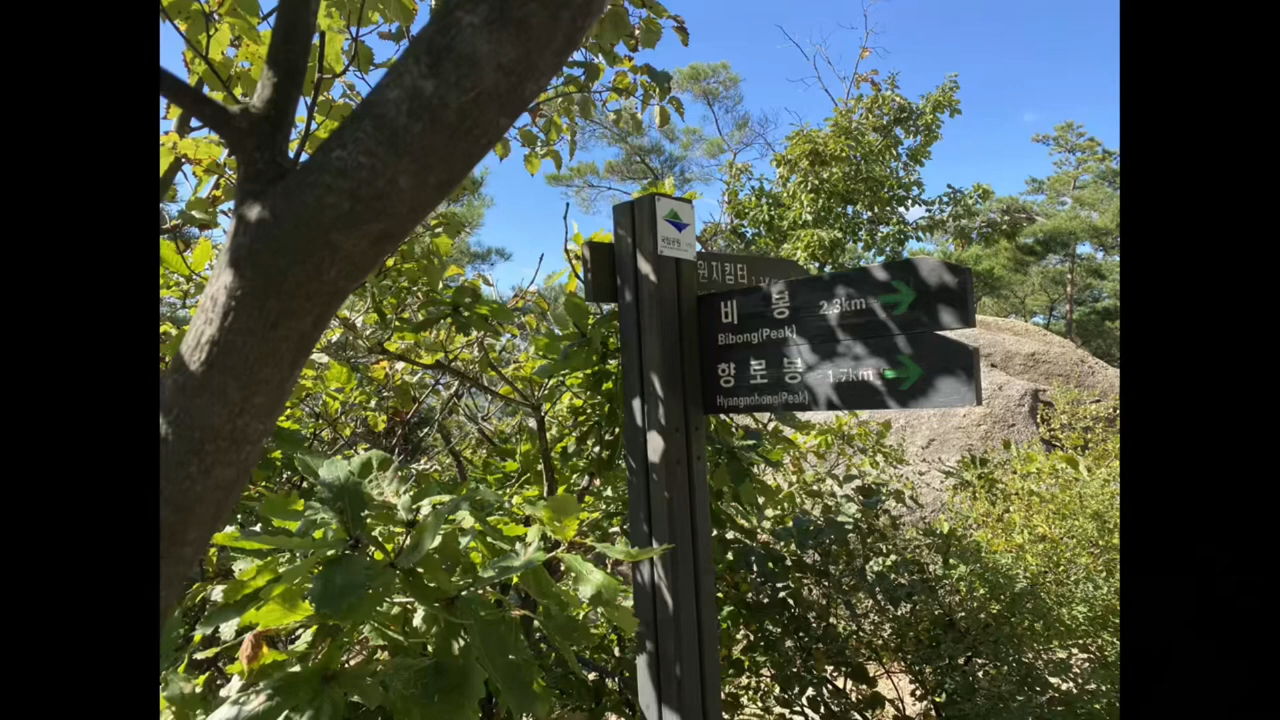 국립공원
원지킴터
비 봉 2.3km
Bibong(Peak)
향로봉 1.7km
Hyangnobong(Peak)